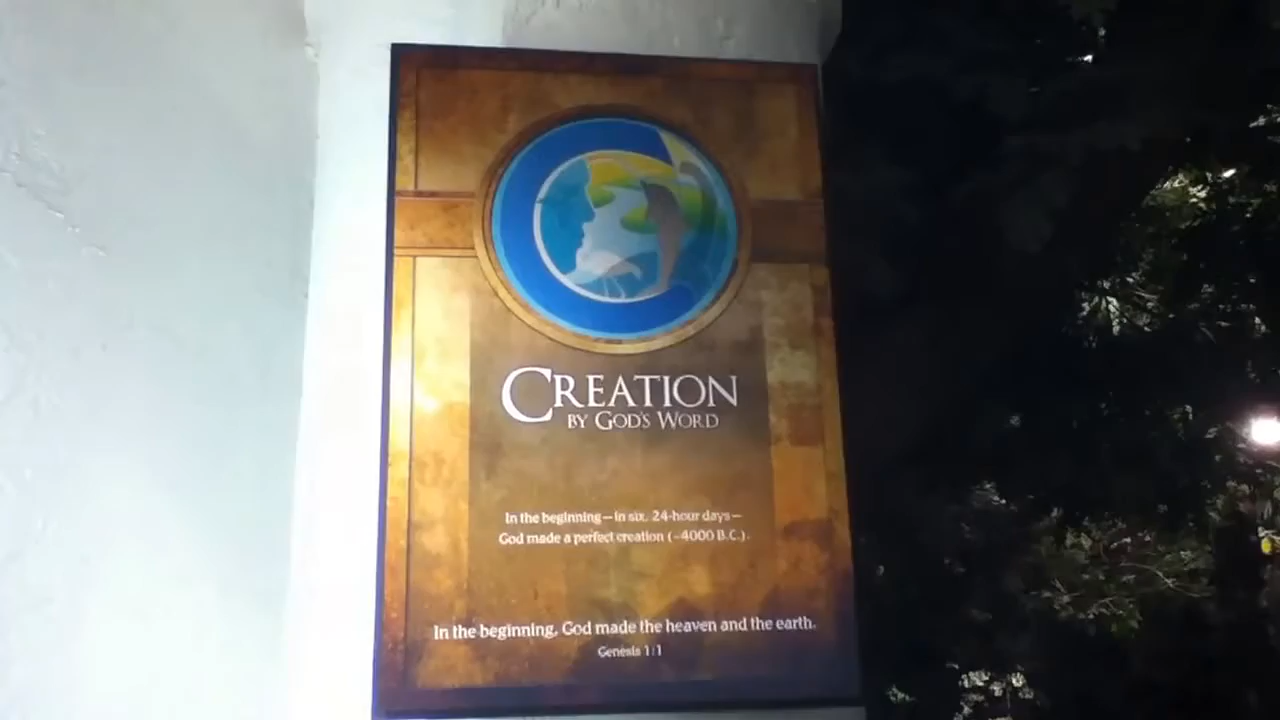 CREATION
BY GOD'S WORD
In the beginning—in six, 24-hour days—
God made a perfect creation (~4000 B.C.).
In the beginning, God made the heaven and the earth.
Genesis 1:1